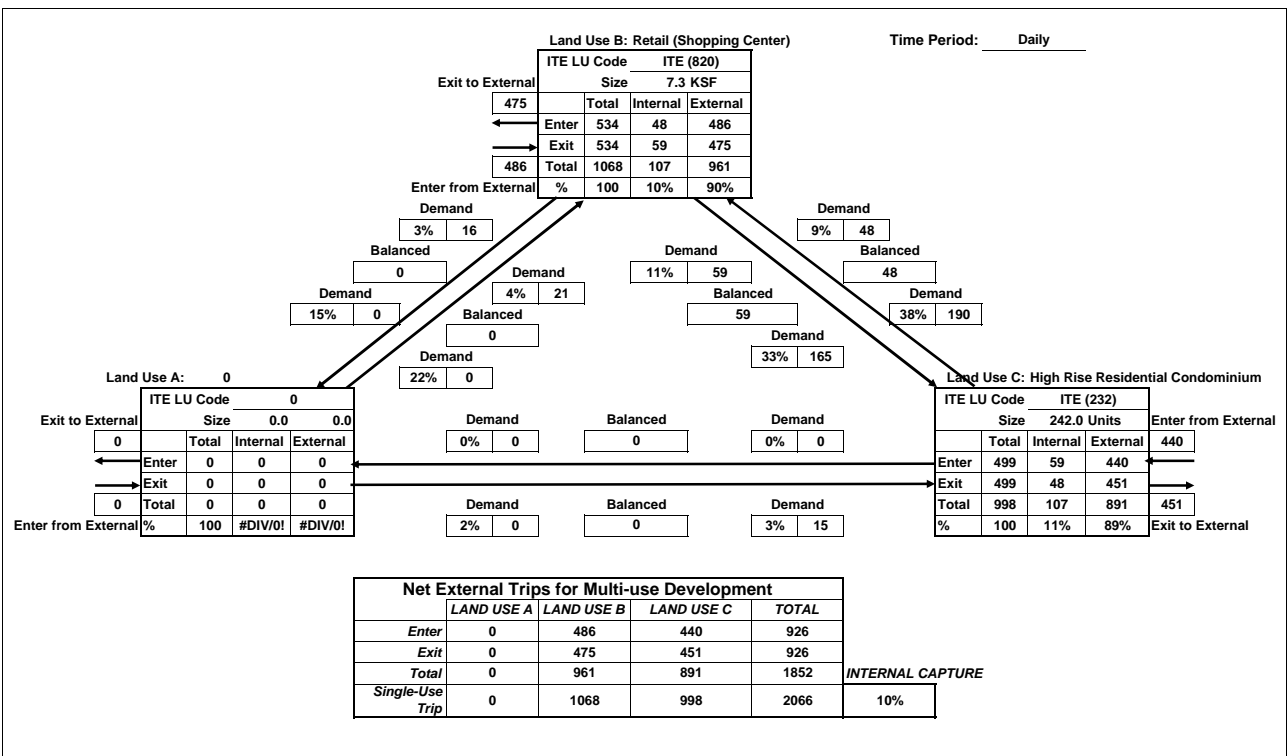 Land Use B: Retail (Shopping Center)
Time Period: Daily
ITE LU Code ITE (820)
Exit to External Size 7.3 KSF
475 Total Internal External
Enter 534 48 486
Exit 534 59 475
486 Total 1068 107 961
Enter from External % 100 10% 90%
Demand
3% 16
Balanced
0
Demand
15% 0
Demand
4% 21
Balanced
0
Demand
22% 0
Demand
11% 59
Balanced
59
Demand
33% 165
Demand
9% 48
Balanced
48
Demand
38% 190
Land Use A: 0
ITE LU Code 0
Exit to External Size 0.0 0.0
0 Total Internal External
Enter 0 0 0
Exit 0 0 0
0 Total 0 0 0
Enter from External % 100 #DIV/0! #DIV/0!
Demand Balanced Demand
0% 0 0 0% 0
Demand Balanced Demand
2% 0 0 3% 15
Land Use C: High Rise Residential Condominium
ITE LU Code ITE (232)
Size 242.0 Units Enter from External
Total Internal External 440
Enter 499 59 440
Exit 499 48 451
Total 998 107 891 451
% 100 11% 89% Exit to External
Net External Trips for Multi-use Development
LAND USE A LAND USE B LAND USE C TOTAL
Enter 0 486 440 926
Exit 0 475 451 926
Total 0 961 891 1852 INTERNAL CAPTURE
Single-Use
Trip 0 1068 998 2066 10%